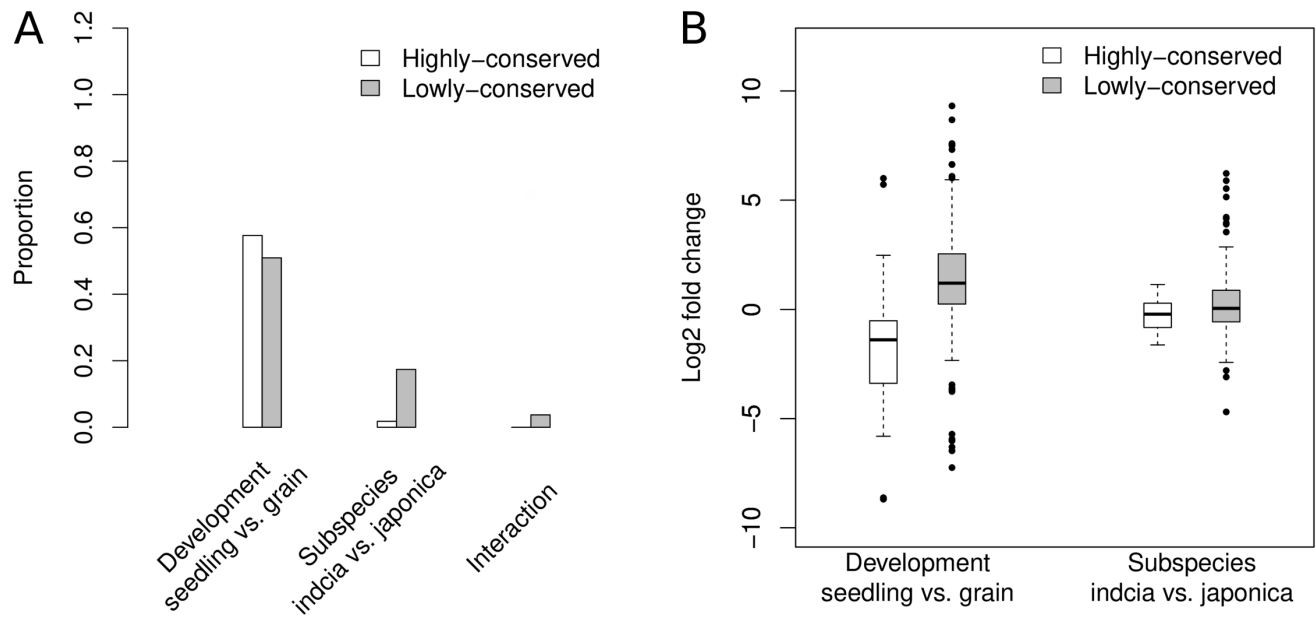 A
Proportion
1.2
1.0
0.8
0.6
0.4
0.2
0.0
Highly−conserved
Lowly−conserved
Development
seedling vs. grain
Subspecies
indcia vs. japonica
Interaction
B
Log2 fold change
10
5
0
−5
−10
Highly−conserved
Lowly−conserved
Development
seedling vs. grain
Subspecies
indcia vs. japonica